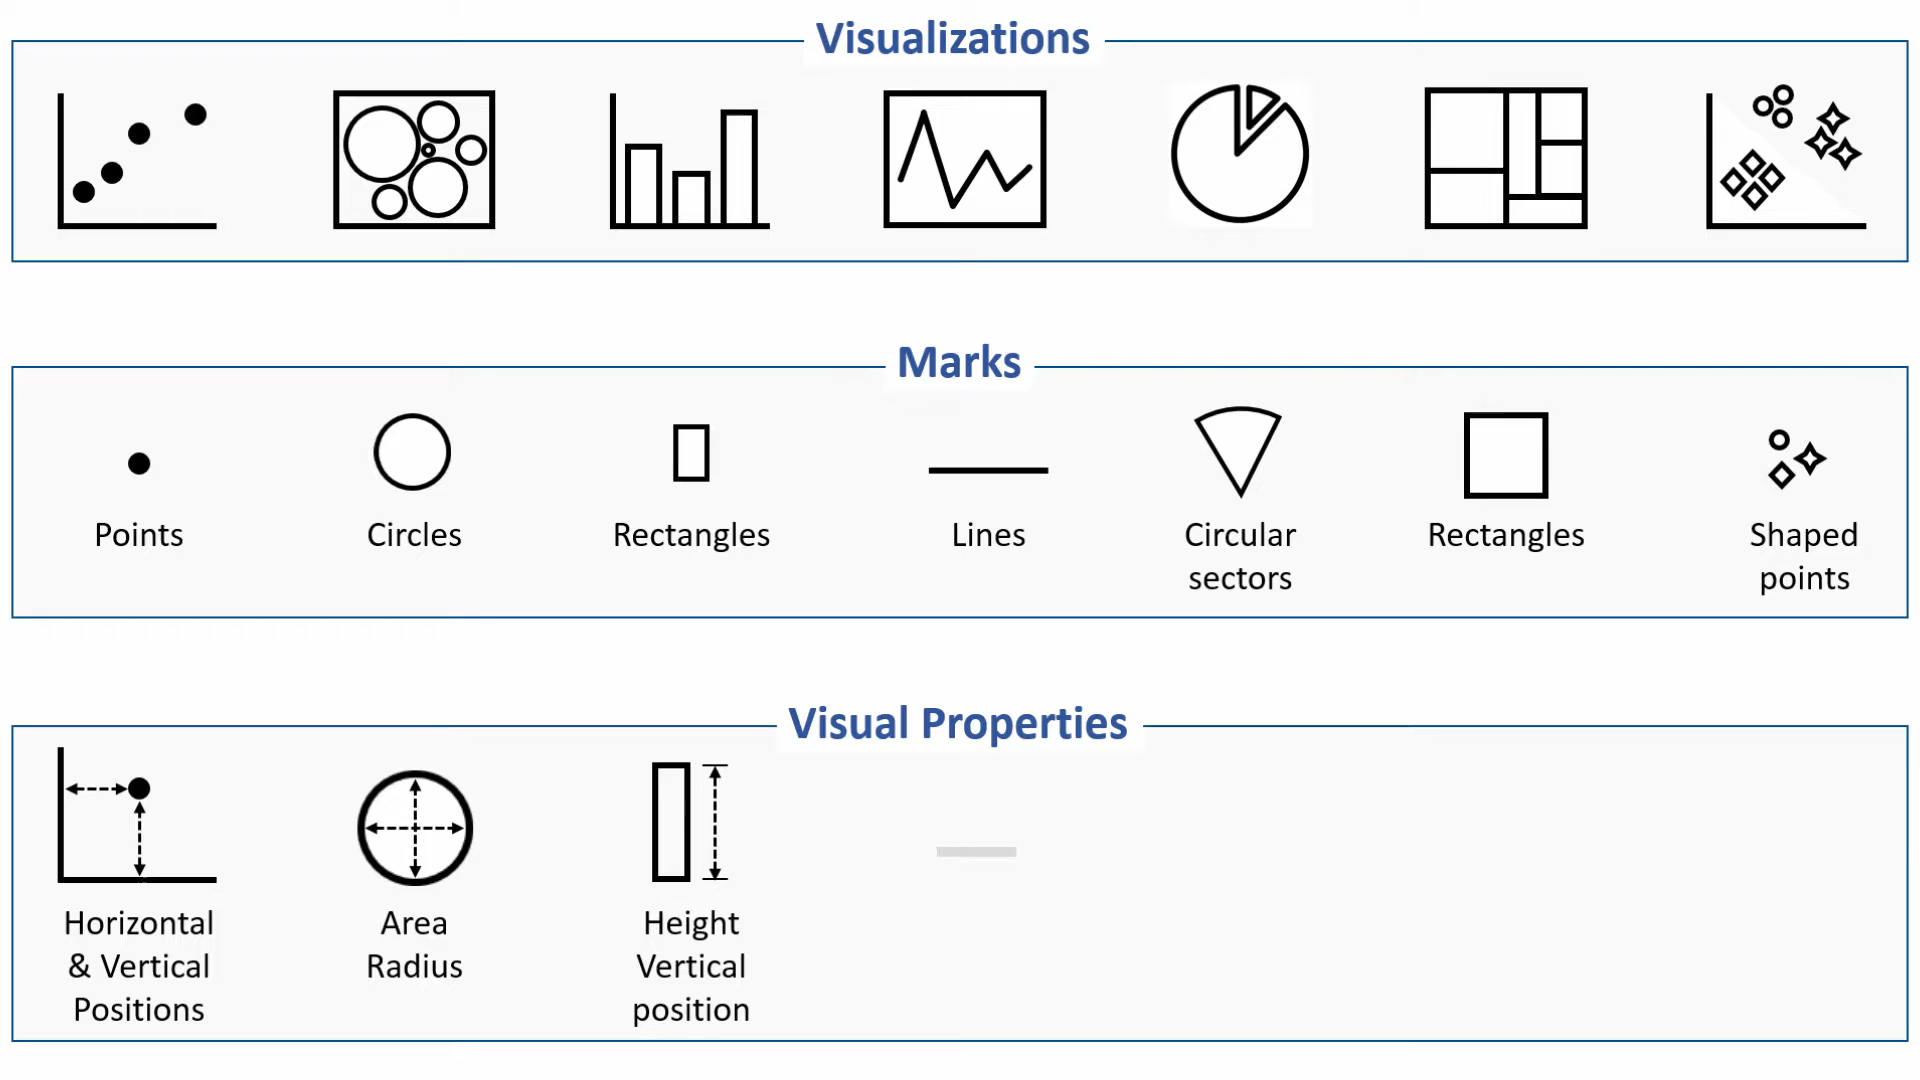 Visualizations
Marks
Points
Circles
Rectangles
Lines
Circular
sectors
Rectangles
Shaped
points
Visual Properties
Horizontal
& Vertical
Positions
Area
Radius
Height
Vertical
position